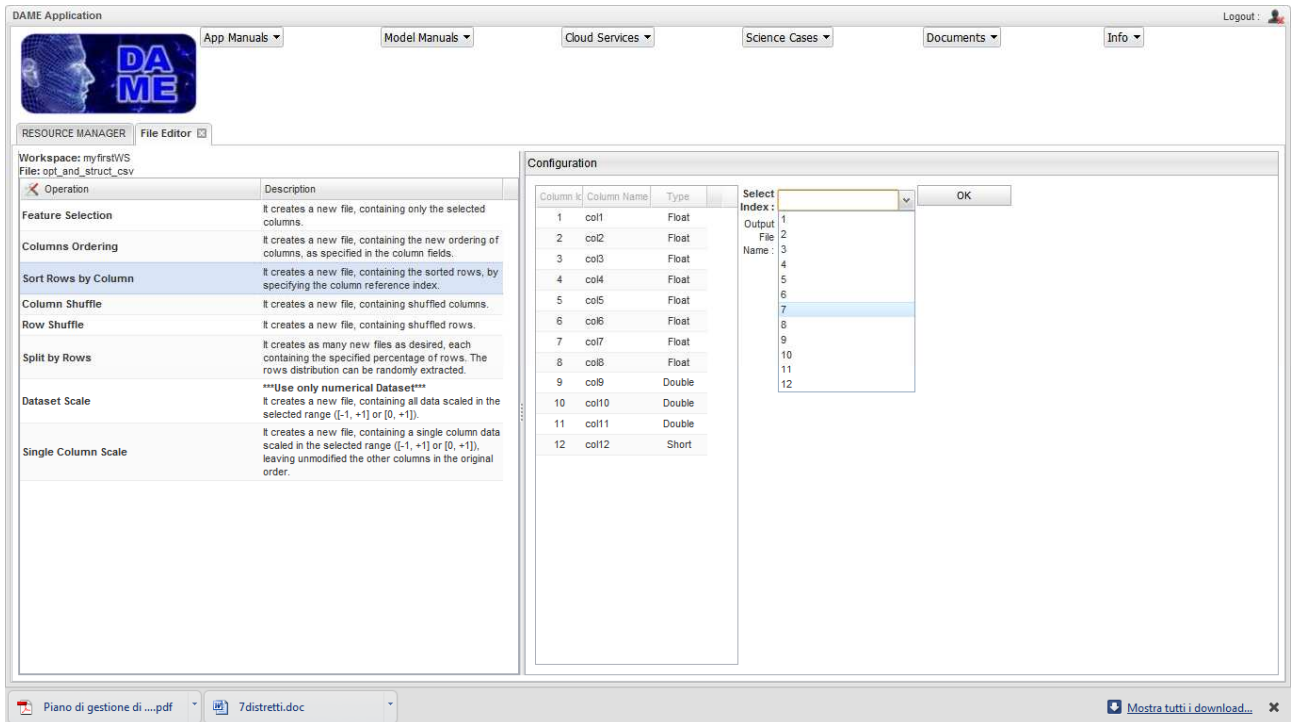 DAME Application
Logout :
App Manuals
Model Manuals
Cloud Services
Science Cases
Documents
Info
DA
ME
RESOURCE MANAGER
File Editor
Workspace: myfirstWS
File: opt_and_struct_csv
Operation Description
Feature Selection
It creates a new file, containing only the selected
columns.
Columns Ordering
It creates a new file, containing the new ordering of
columns, as specified in the column fields.
Sort Rows by Column
It creates a new file, containing the sorted rows, by
specifying the column reference index.
Column Shuffle
It creates a new file, containing shuffled columns.
Row Shuffle
It creates a new file, containing shuffled rows.
Split by Rows
It creates as many new files as desired, each
containing the specified percentage of rows. The
rows distribution can be randomly extracted.
Dataset Scale
***Use only numerical Dataset***
It creates a new file, containing all data scaled in the
selected range ([-1, +1] or [0, +1]).
Single Column Scale
It creates a new file, containing a single column data
scaled in the selected range ([-1, +1] or [0, +1]),
leaving unmodified the other columns in the original
order.
Configuration
Column Column Name Type
1 col1 Float
2 col2 Float
3 col3 Float
4 col4 Float
5 col5 Float
6 col6 Float
7 col7 Float
8 col8 Float
9 col9 Double
10 col10 Double
11 col11 Double
12 col12 Short
Select
Index :
Output
File
Name :
1
2
3
4
5
6
7
8
9
10
11
12
OK
Piano di gestione di ....pdf
7distretti.doc
Mostra tutti i download...